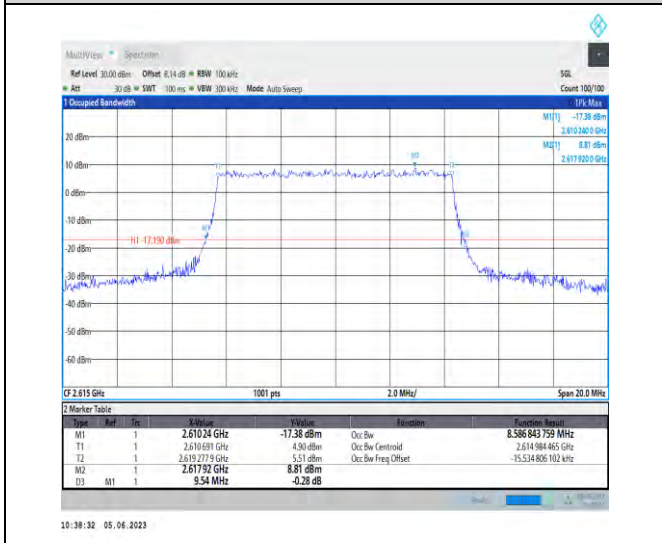 MultiView Spectrum
Ref Level 30.00 dBm Offset 8.14 dB RBW 100 kHz SGL
Att 30 dB SWT 100 ms VBW 300 kHz Mode Auto Sweep Count 100/100
1 Occupied Bandwidth 1Pk Max
M1[1] -17.38 dBm
2.610 240 0 GHz
M2[1] 8.81 dBm
2.617 920 0 GHz
20 dBm
M2
T1 T2
10 dBm
0 dBm
-10 dBm
M1
H1 -17.190 dBm
-20 dBm
-30 dBm
-40 dBm
-50 dBm
-60 dBm
CF 2.615 GHz 1001 pts 2.0 MHz/ Span 20.0 MHz
2 Marker Table
Type Ref Trc X-Value Y-Value Function Function Result
M1 1 2.61024 GHz -17.38 dBm Occ Bw 8.586 843 759 MHz
T1 1 2.610 691 GHz 4.90 dBm Occ Bw Centroid 2.614 984 465 GHz
T2 1 2.619 277 9 GHz 5.51 dBm Occ Bw Freq Offset -15.534 806 102 kHz
M2 1 2.617 92 GHz 8.81 dBm
D3 M1 1 9.54 MHz -0.28 dB
10:38:32 05.06.2023